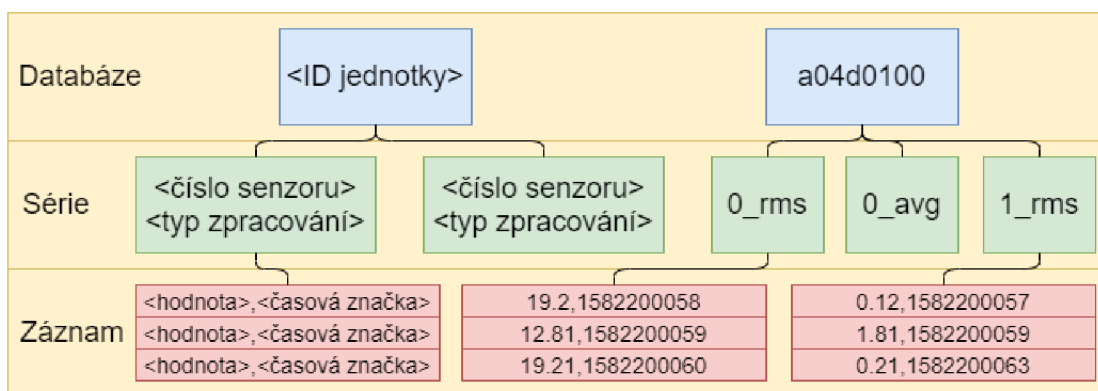 Databáze
<ID jednotky>
a04d0100
Série
<číslo senzoru>
<typ zpracování>
<číslo senzoru>
<typ zpracování>
0_rms
0_avg
1_rms
Záznam
<hodnota>,<časová značka>
<hodnota>,<časová značka>
<hodnota>,<časová značka>
19.2,1582200058
12.81,1582200059
19.21,1582200060
0.12,1582200057
1.81,1582200059
0.21,1582200063